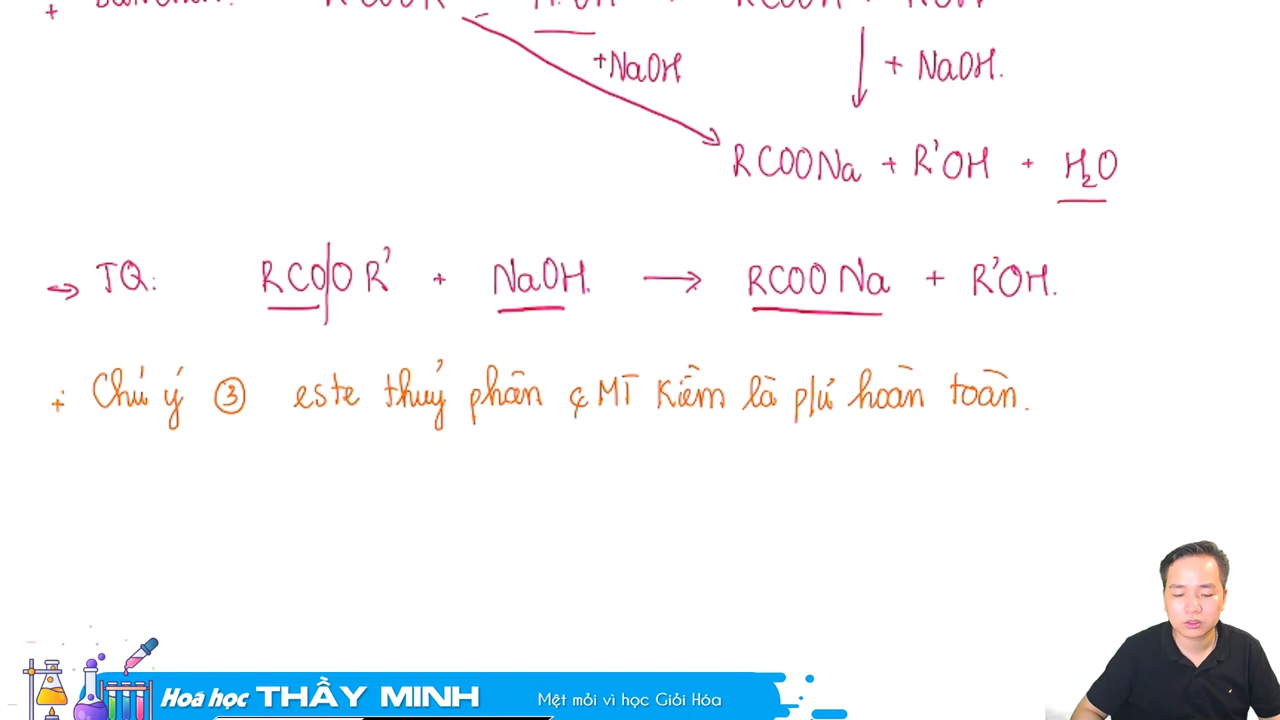 +NaOH
+ NaOH.
RCOONa + R'OH + H₂O
TQ: RCOOR' + NaOH. → RCOONa + R'OH.
+ Chú ý ③ este thuỷ phân ¢ MT Kiềm là p/ứ hoàn toàn.
Hoá học THẦY MINH
Mệt mỏi vì học Giỏi Hóa